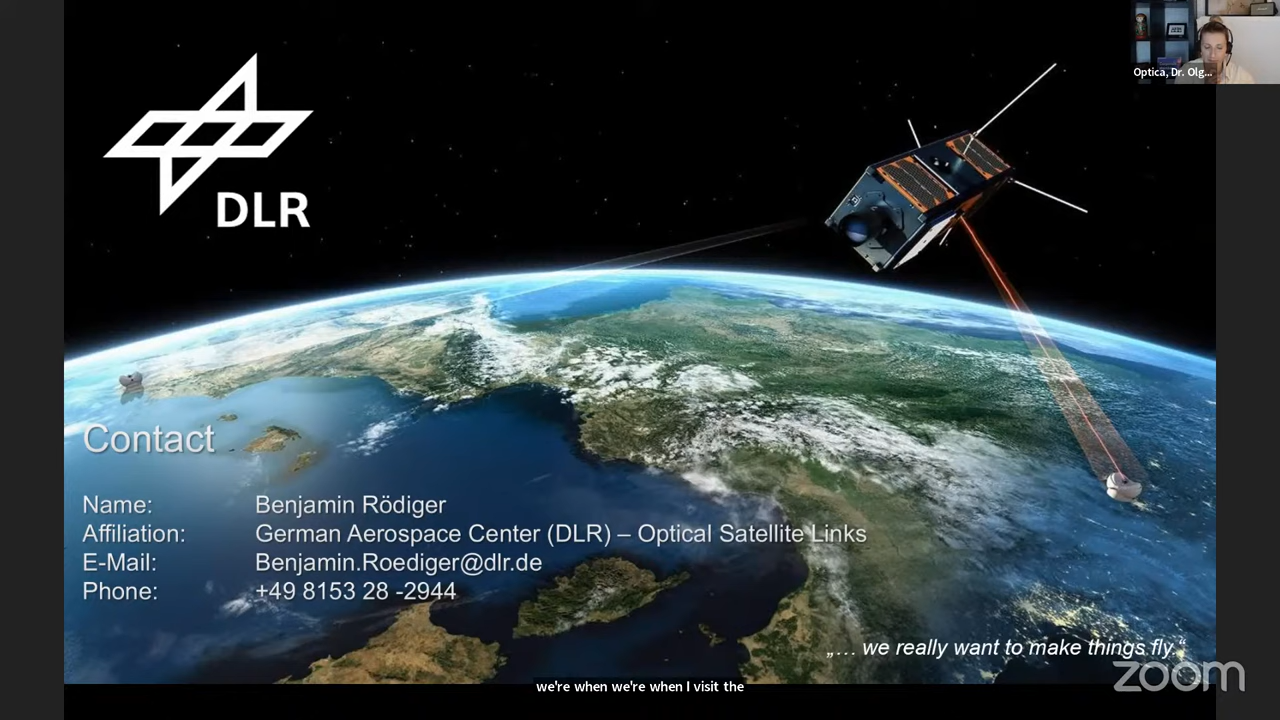 Optica, Dr. Olg...
DLR
Contact
Name: Benjamin Rödiger
Affiliation: German Aerospace Center (DLR) – Optical Satellite Links
E-Mail: Benjamin.Roediger@dlr.de
Phone: +49 8153 28 -2944
„… we really want to make things fly.“
zoom
we're when we're when I visit the